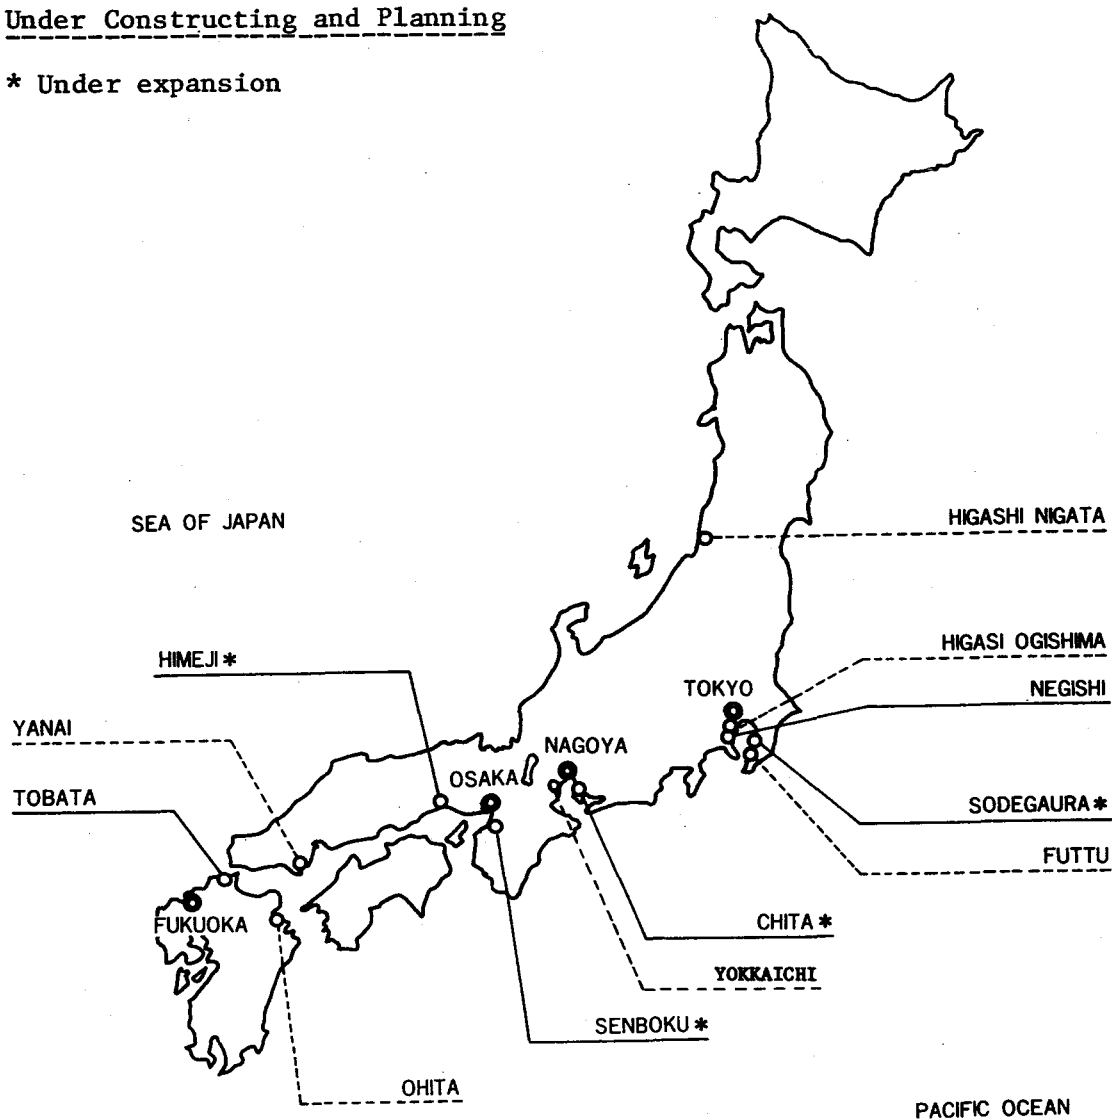 Under Constructing and Planning
* Under expansion
SEA OF JAPAN
HIGASHI NIGATA
HIGASI OGISHIMA
HIMEJI *
TOKYO
NEGISHI
YANAI
NAGOYA
OSAKA
TOBATA
SODEGAURA *
FUTTU
FUKUOKA
CHITA *
YOKKAICHI
SENBOKU *
OHITA
PACIFIC OCEAN